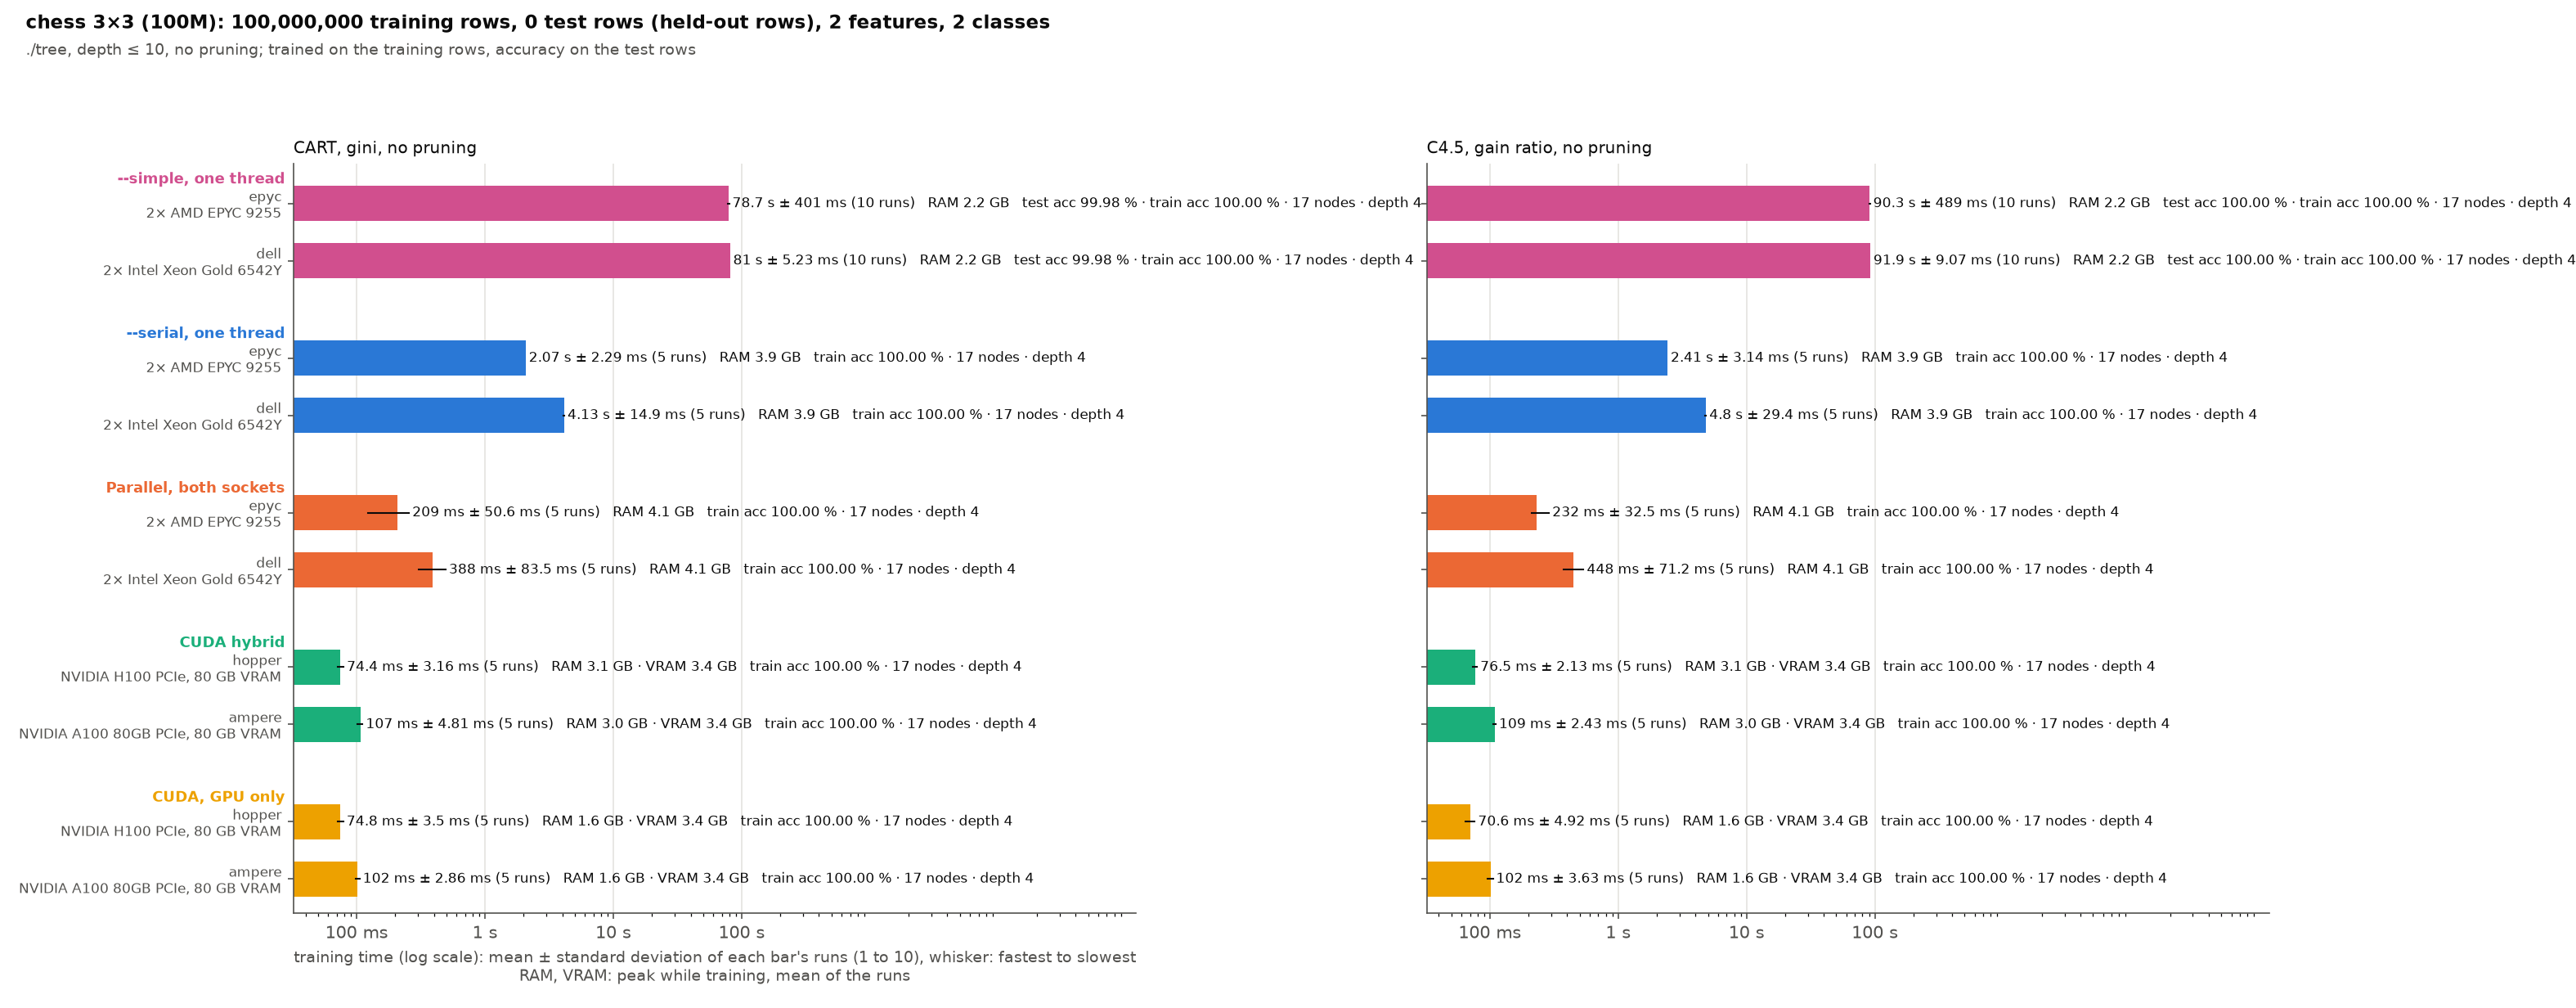 chess 3×3 (100M): 100,000,000 training rows, 0 test rows (held-out rows), 2 features, 2 classes
./tree, depth ≤ 10, no pruning; trained on the training rows, accuracy on the test rows
CART, gini, no pruning
--simple, one thread
epyc
2× AMD EPYC 9255
78.7 s ± 401 ms (10 runs)   RAM 2.2 GB   test acc 99.98 % · train acc 100.00 % · 17 nodes · depth 4
dell
2× Intel Xeon Gold 6542Y
81 s ± 5.23 ms (10 runs)   RAM 2.2 GB   test acc 99.98 % · train acc 100.00 % · 17 nodes · depth 4
--serial, one thread
epyc
2× AMD EPYC 9255
2.07 s ± 2.29 ms (5 runs)   RAM 3.9 GB   train acc 100.00 % · 17 nodes · depth 4
dell
2× Intel Xeon Gold 6542Y
4.13 s ± 14.9 ms (5 runs)   RAM 3.9 GB   train acc 100.00 % · 17 nodes · depth 4
Parallel, both sockets
epyc
2× AMD EPYC 9255
209 ms ± 50.6 ms (5 runs)   RAM 4.1 GB   train acc 100.00 % · 17 nodes · depth 4
dell
2× Intel Xeon Gold 6542Y
388 ms ± 83.5 ms (5 runs)   RAM 4.1 GB   train acc 100.00 % · 17 nodes · depth 4
CUDA hybrid
hopper
NVIDIA H100 PCIe, 80 GB VRAM
74.4 ms ± 3.16 ms (5 runs)   RAM 3.1 GB · VRAM 3.4 GB   train acc 100.00 % · 17 nodes · depth 4
ampere
NVIDIA A100 80GB PCIe, 80 GB VRAM
107 ms ± 4.81 ms (5 runs)   RAM 3.0 GB · VRAM 3.4 GB   train acc 100.00 % · 17 nodes · depth 4
CUDA, GPU only
hopper
NVIDIA H100 PCIe, 80 GB VRAM
74.8 ms ± 3.5 ms (5 runs)   RAM 1.6 GB · VRAM 3.4 GB   train acc 100.00 % · 17 nodes · depth 4
ampere
NVIDIA A100 80GB PCIe, 80 GB VRAM
102 ms ± 2.86 ms (5 runs)   RAM 1.6 GB · VRAM 3.4 GB   train acc 100.00 % · 17 nodes · depth 4
100 ms   1 s   10 s   100 s
training time (log scale): mean ± standard deviation of each bar's runs (1 to 10), whisker: fastest to slowest
RAM, VRAM: peak while training, mean of the runs
C4.5, gain ratio, no pruning
90.3 s ± 489 ms (10 runs)   RAM 2.2 GB   test acc 100.00 % · train acc 100.00 % · 17 nodes · depth 4
91.9 s ± 9.07 ms (10 runs)   RAM 2.2 GB   test acc 100.00 % · train acc 100.00 % · 17 nodes · depth 4
2.41 s ± 3.14 ms (5 runs)   RAM 3.9 GB   train acc 100.00 % · 17 nodes · depth 4
4.8 s ± 29.4 ms (5 runs)   RAM 3.9 GB   train acc 100.00 % · 17 nodes · depth 4
232 ms ± 32.5 ms (5 runs)   RAM 4.1 GB   train acc 100.00 % · 17 nodes · depth 4
448 ms ± 71.2 ms (5 runs)   RAM 4.1 GB   train acc 100.00 % · 17 nodes · depth 4
76.5 ms ± 2.13 ms (5 runs)   RAM 3.1 GB · VRAM 3.4 GB   train acc 100.00 % · 17 nodes · depth 4
109 ms ± 2.43 ms (5 runs)   RAM 3.0 GB · VRAM 3.4 GB   train acc 100.00 % · 17 nodes · depth 4
70.6 ms ± 4.92 ms (5 runs)   RAM 1.6 GB · VRAM 3.4 GB   train acc 100.00 % · 17 nodes · depth 4
102 ms ± 3.63 ms (5 runs)   RAM 1.6 GB · VRAM 3.4 GB   train acc 100.00 % · 17 nodes · depth 4
100 ms   1 s   10 s   100 s